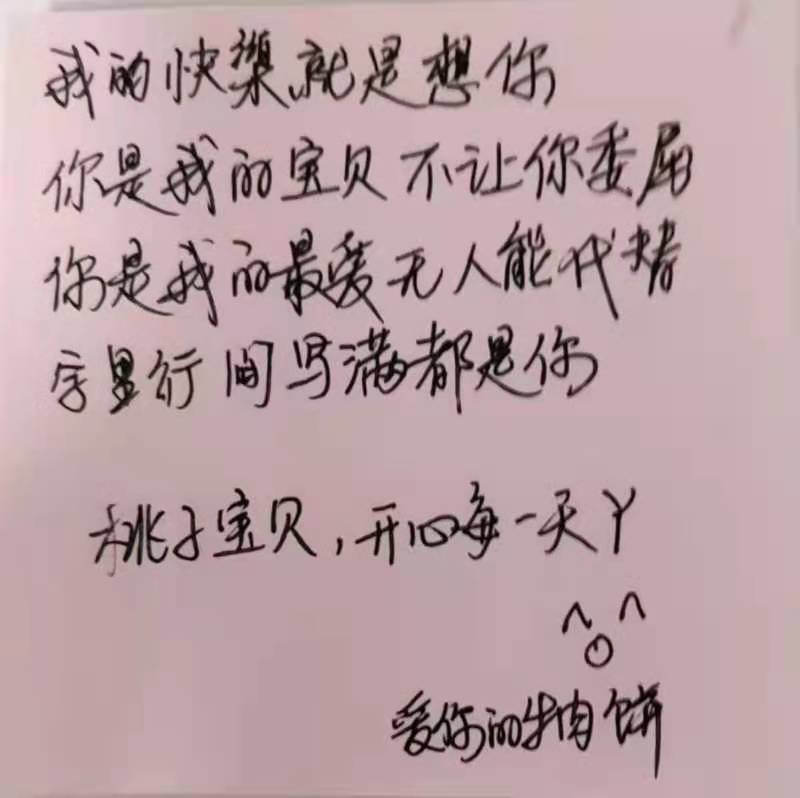 我的快樂就是想你
你是我的宝贝不让你委屈
你是我的最爱无人能代替
字里行间写满都是你
桃子宝贝，开心每一天丫
爱你的牛肉饼